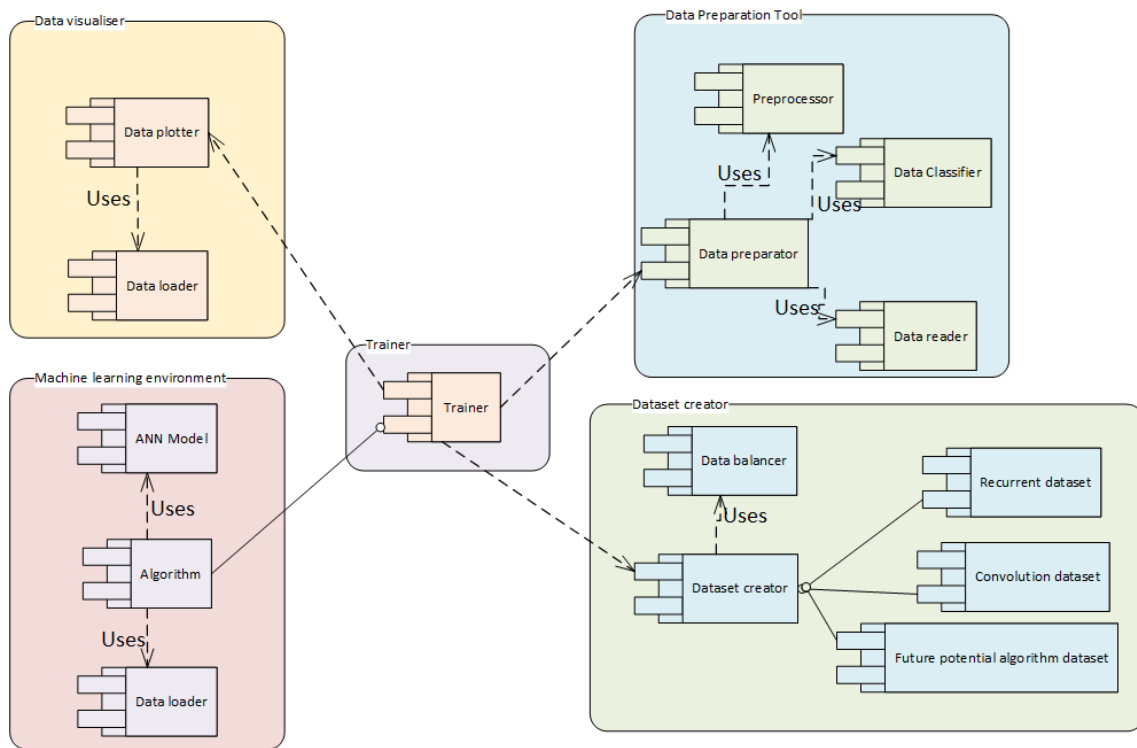 Data visualiser
Data plotter
Uses
Data loader
Data Preparation Tool
Preprocessor
Uses
Data Classifier
Uses
Data preparator
Uses
Data reader
Trainer
Trainer
Machine learning environment
ANN Model
Uses
Algorithm
Uses
Data loader
Dataset creator
Data balancer
Uses
Dataset creator
Recurrent dataset
Convolution dataset
Future potential algorithm dataset